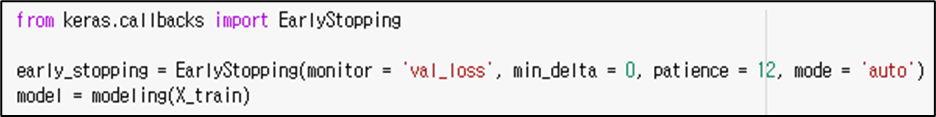 from keras.callbacks import EarlyStopping
early_stopping = EarlyStopping(monitor = 'val_loss', min_delta = 0, patience = 12, mode = 'auto')
model = modeling(X_train)